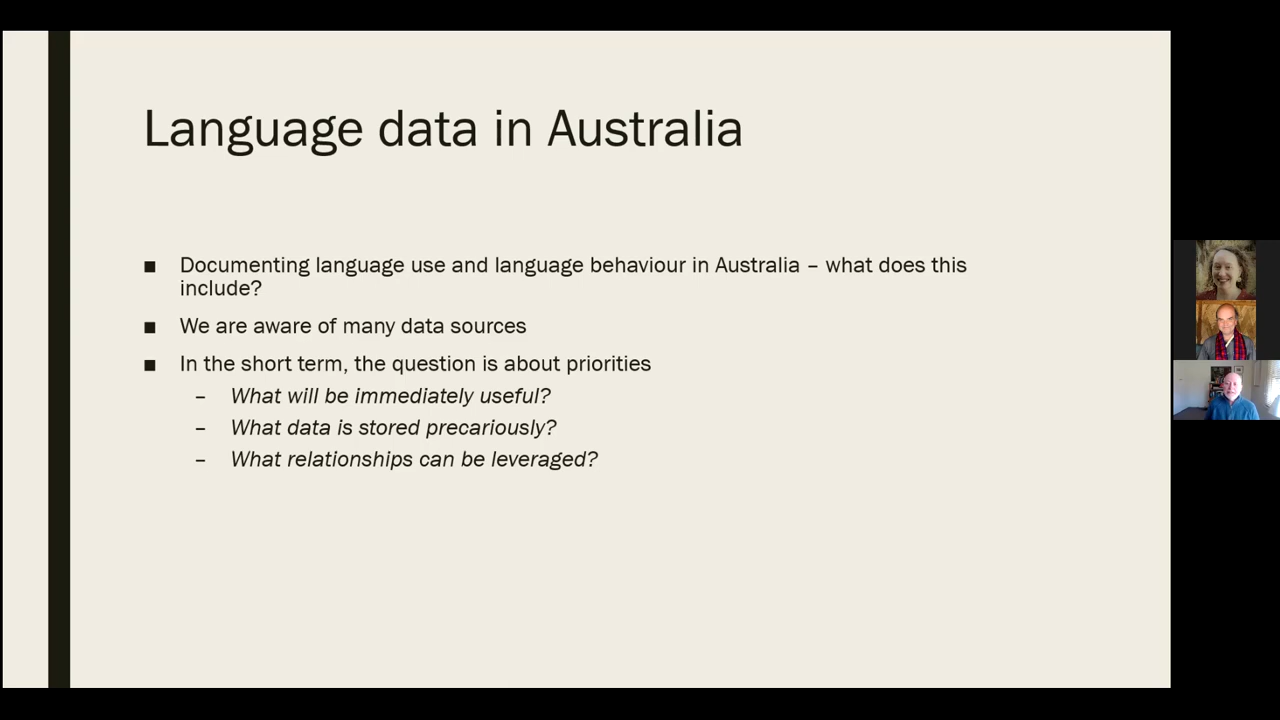 Language data in Australia
■ Documenting language use and language behaviour in Australia – what does this
include?
■ We are aware of many data sources
■ In the short term, the question is about priorities
– What will be immediately useful?
– What data is stored precariously?
– What relationships can be leveraged?